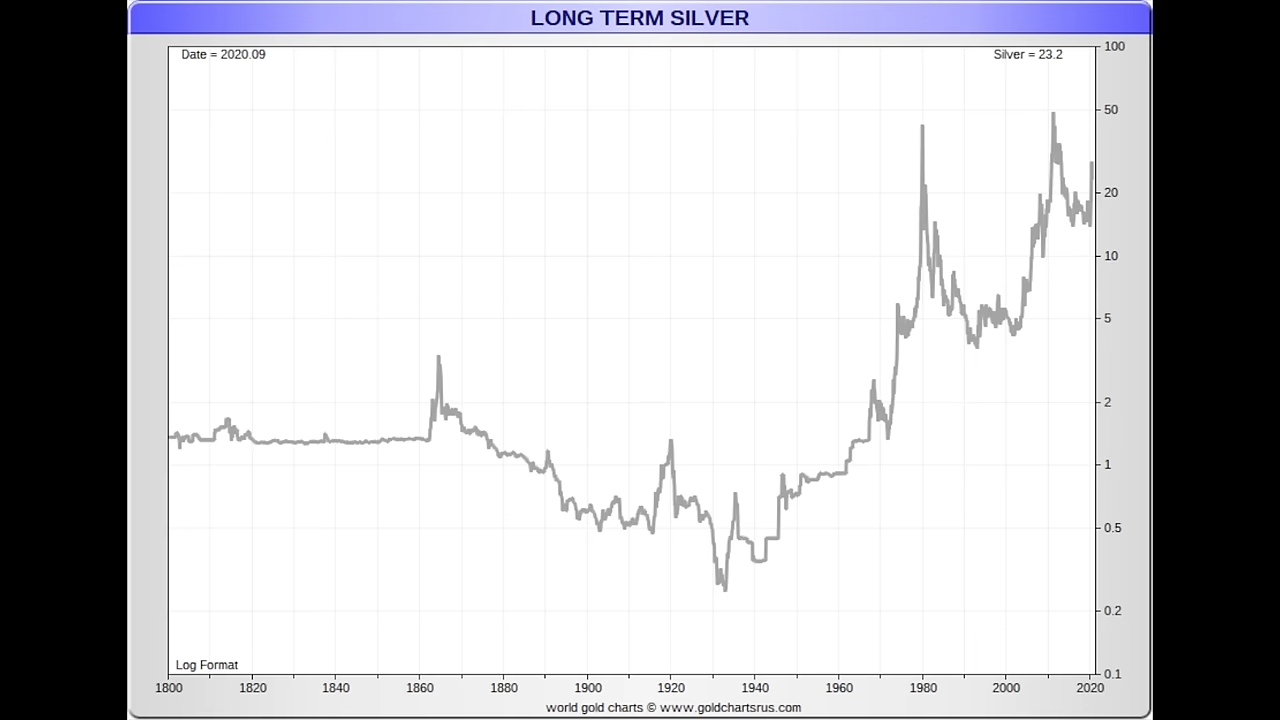 LONG TERM SILVER
Date = 2020.09
Silver = 23.2
100
50
20
10
5
2
1
0.5
0.2
0.1
Log Format
1800 1820 1840 1860 1880 1900 1920 1940 1960 1980 2000 2020
world gold charts © www.goldchartsrus.com